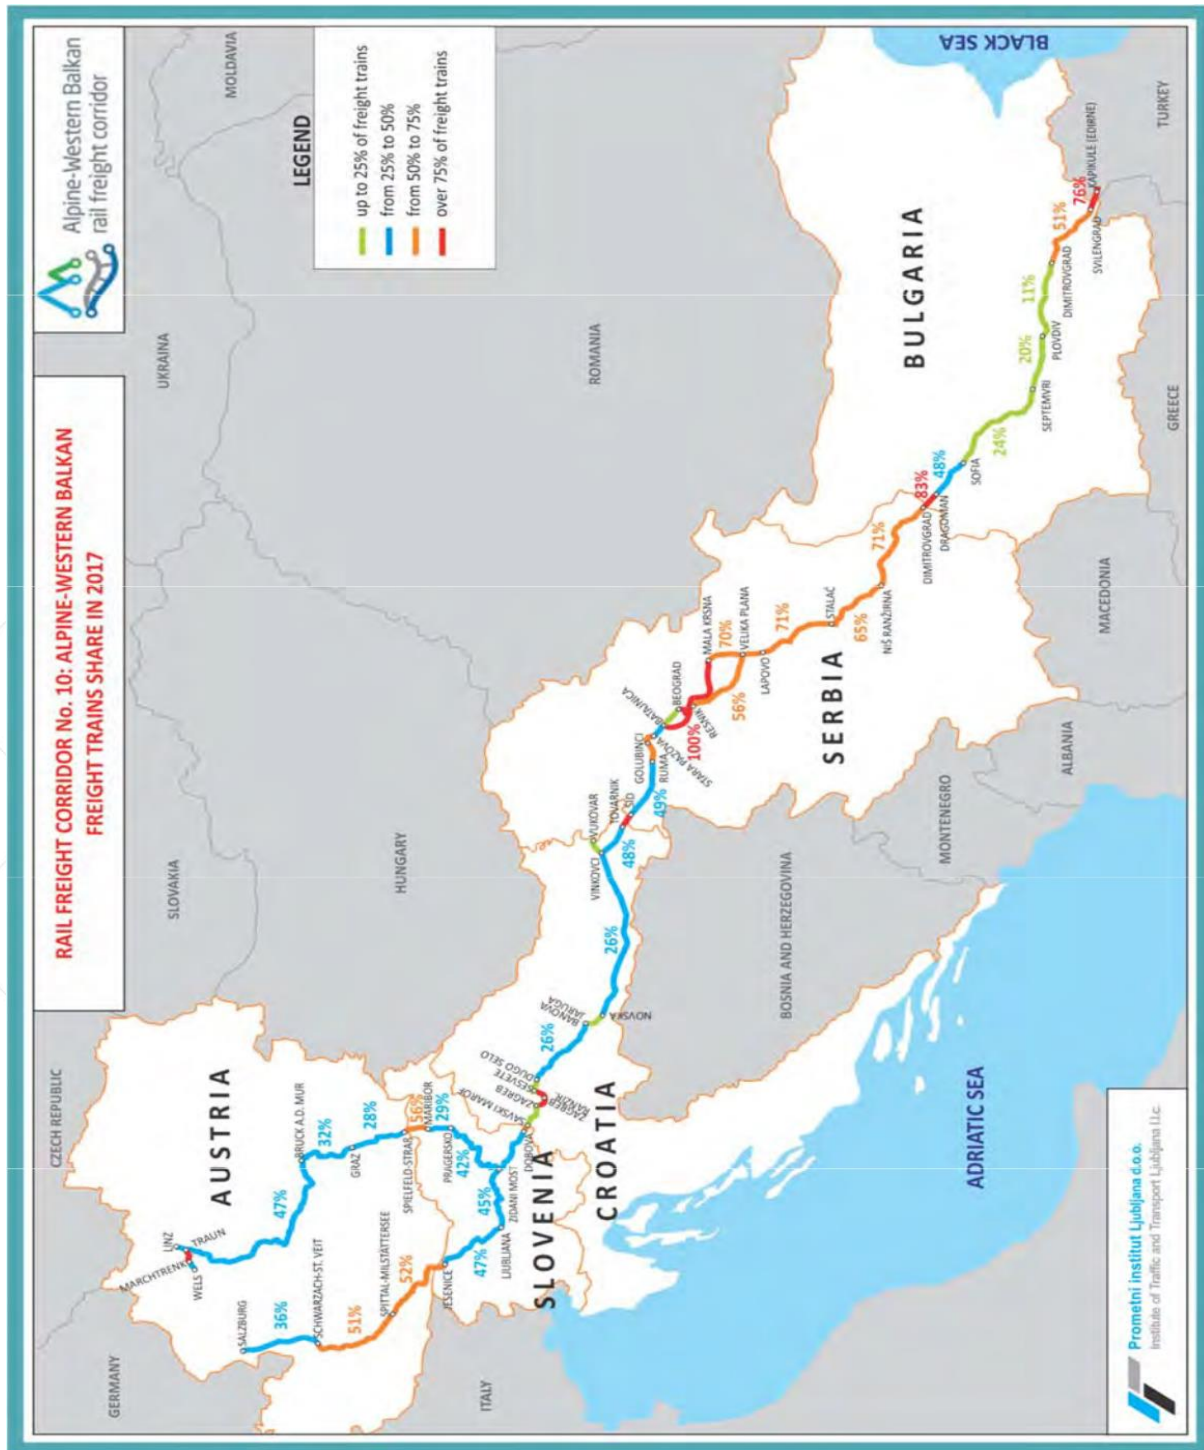 RAIL FREIGHT CORRIDOR No. 10: ALPINE-WESTERN BALKAN
FREIGHT TRAINS SHARE IN 2017
Alpine-Western Balkan
rail freight corridor
LEGEND
up to 25% of freight trains
from 25% to 50%
from 50% to 75%
over 75% of freight trains
CZECH REPUBLIC
SLOVAKIA
UKRAINA
MOLDAVIA
GERMANY
AUSTRIA
HUNGARY
ROMANIA
BLACK SEA
ITALY
SLOVENIA
CROATIA
BOSNIA AND HERZEGOVINA
SERBIA
MONTENEGRO
ALBANIA
MACEDONIA
BULGARIA
GREECE
TURKEY
ADRIATIC SEA
LINZ
TRAUN
MARCHTRENK
WELS
47%
BRUCK A.D. MUR
32%
GRAZ
28%
SPIELFELD-STRAß
56%
MARIBOR
29%
PRAGERSKO
42%
ZIDANI MOST
SALZBURG
36%
SCHWARZACH-ST. VEIT
51%
SPITTAL-MILSTÄTTERSEE
52%
JESENICE
47%
LJUBLJANA
45%
DOBOVA
SAVSKI MAROF
ZAGREB
ZAGREB
RANŽIR
SESVETE
DUGO SELO
26%
BANOVA
JARUGA
NOVSKA
26%
VINKOVCI
VUKOVAR
48%
TOVARNIK
ŠID
49%
RUMA
GOLUBINCI
STARA PAZOVA
BATAJNICA
BEOGRAD
100%
RESNIK
MALA KRSNA
70%
56%
VELIKA PLANA
LAPOVO
71%
STALAĆ
65%
NIŠ RANŽIRNA
71%
DIMITROVGRAD
83%
DRAGOMAN
48%
SOFIA
24%
SEPTEMVRI
20%
PLOVDIV
11%
DIMITROVGRAD
51%
SVILENGRAD
76%
KAPIKULE (EDIRNE)
Prometni institut Ljubljana d.o.o.
Institute of Traffic and Transport Ljubljana l.l.c.